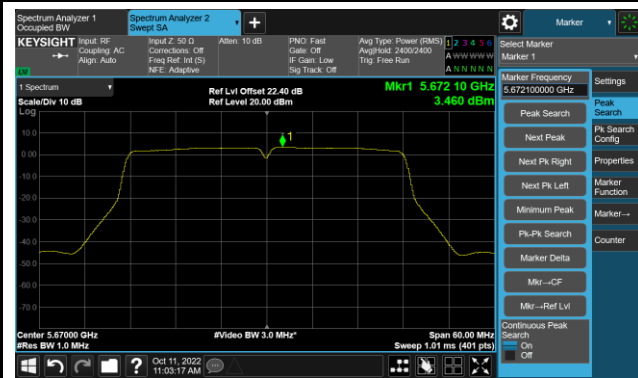 Spectrum Analyzer 1
Occupied BW
Spectrum Analyzer 2
Swept SA
+
Marker
KEYSIGHT
Input: RF
Coupling: AC
Align: Auto
Input Z: 50 Ω
Corrections: Off
Freq Ref: Int (S)
NFE: Adaptive
Atten: 10 dB
PNO: Fast
Gate: Off
IF Gain: Low
Sig Track: Off
Avg Type: Power (RMS)
Avg|Hold: 2400/2400
Trig: Free Run
1 2 3 4 5 6
A W W W W W
A N N N N N
LXI
Select Marker
Marker 1
1 Spectrum
Scale/Div 10 dB
Log
Ref Lvl Offset 22.40 dB
Ref Level 20.00 dBm
Mkr1 5.672 10 GHz
3.460 dBm
1
10.0
0.00
-10.0
-20.0
-30.0
-40.0
-50.0
-60.0
-70.0
Center 5.67000 GHz
#Res BW 1.0 MHz
#Video BW 3.0 MHz*
Span 60.00 MHz
Sweep 1.01 ms (401 pts)
Marker Frequency
5.672100000 GHz
Peak Search
Next Peak
Next Pk Right
Next Pk Left
Minimum Peak
Pk-Pk Search
Marker Delta
Mkr→CF
Mkr→Ref Lvl
Continuous Peak
Search
On
Off
Settings
Peak
Search
Pk Search
Config
Properties
Marker
Function
Marker→
Counter
?
Oct 11, 2022
11:03:17 AM